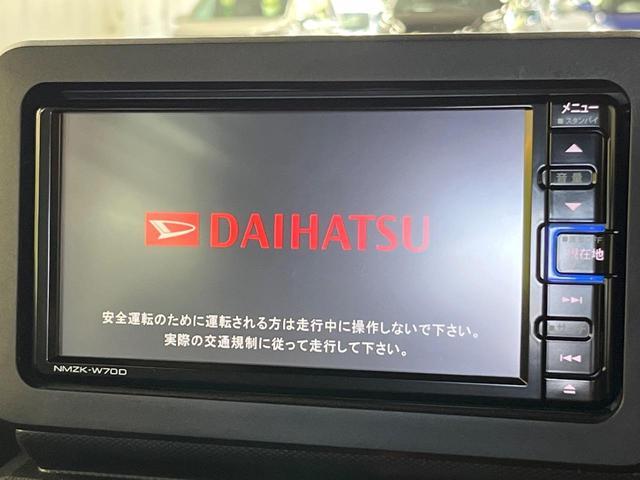 DAIHATSU
安全運転のために運転される方は走行中に操作しないで下さい。
実際の交通規制に従って走行して下さい。
NMZK-W70D
メニュー
スタンバイ
音量
現在地